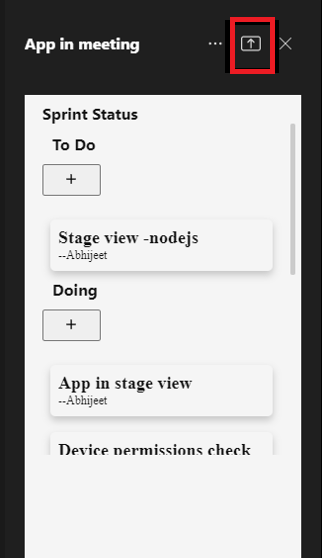 App in meeting
Sprint Status
To Do
+
Stage view -nodejs
--Abhijeet
Doing
+
App in stage view
--Abhijeet
Device permissions check